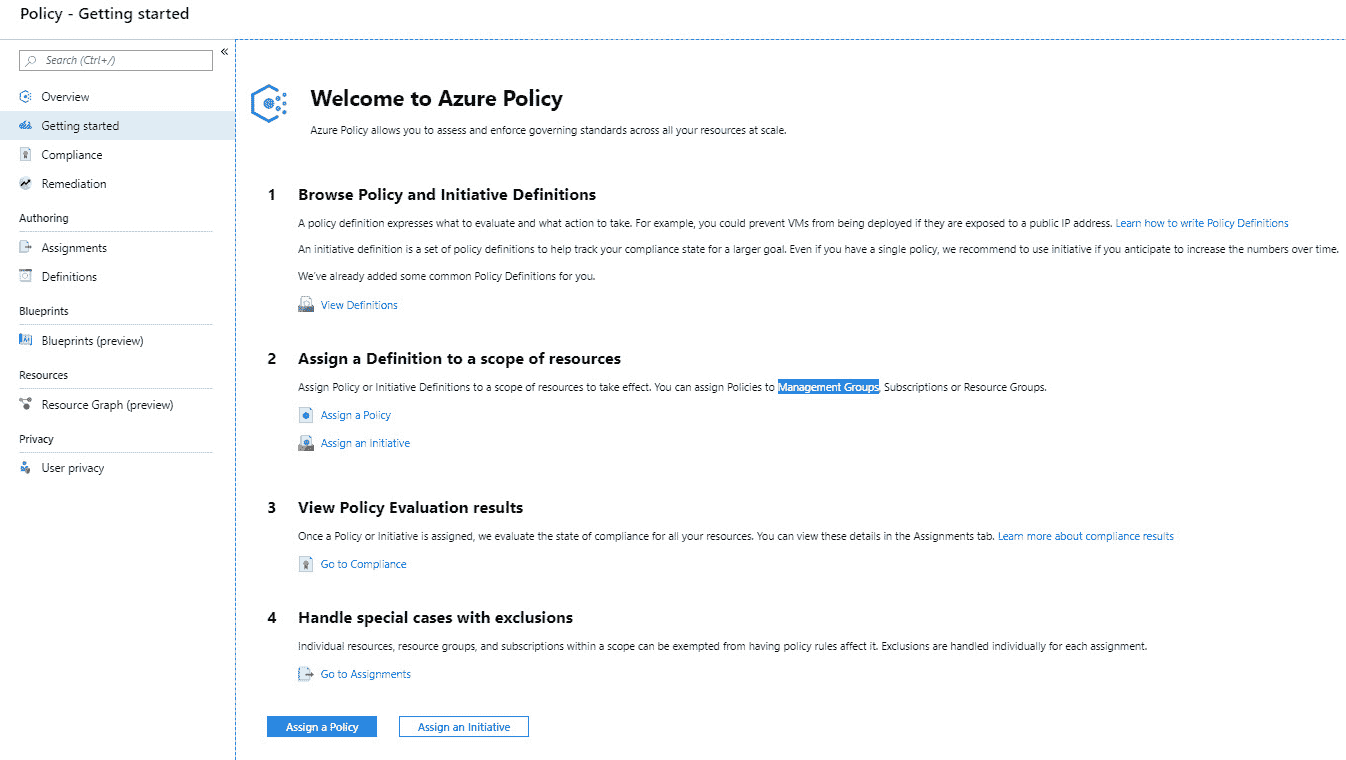 Policy - Getting started
Search (Ctrl+/)
«
Overview
Getting started
Compliance
Remediation
Authoring
Assignments
Definitions
Blueprints
Blueprints (preview)
Resources
Resource Graph (preview)
Privacy
User privacy
Welcome to Azure Policy
Azure Policy allows you to assess and enforce governing standards across all your resources at scale.
1 Browse Policy and Initiative Definitions
A policy definition expresses what to evaluate and what action to take. For example, you could prevent VMs from being deployed if they are exposed to a public IP address. Learn how to write Policy Definitions
An initiative definition is a set of policy definitions to help track your compliance state for a larger goal. Even if you have a single policy, we recommend to use initiative if you anticipate to increase the numbers over time.
We've already added some common Policy Definitions for you.
View Definitions
2 Assign a Definition to a scope of resources
Assign Policy or Initiative Definitions to a scope of resources to take effect. You can assign Policies to Management Groups, Subscriptions or Resource Groups.
Assign a Policy
Assign an Initiative
3 View Policy Evaluation results
Once a Policy or Initiative is assigned, we evaluate the state of compliance for all your resources. You can view these details in the Assignments tab. Learn more about compliance results
Go to Compliance
4 Handle special cases with exclusions
Individual resources, resource groups, and subscriptions within a scope can be exempted from having policy rules affect it. Exclusions are handled individually for each assignment.
Go to Assignments
Assign a Policy Assign an Initiative